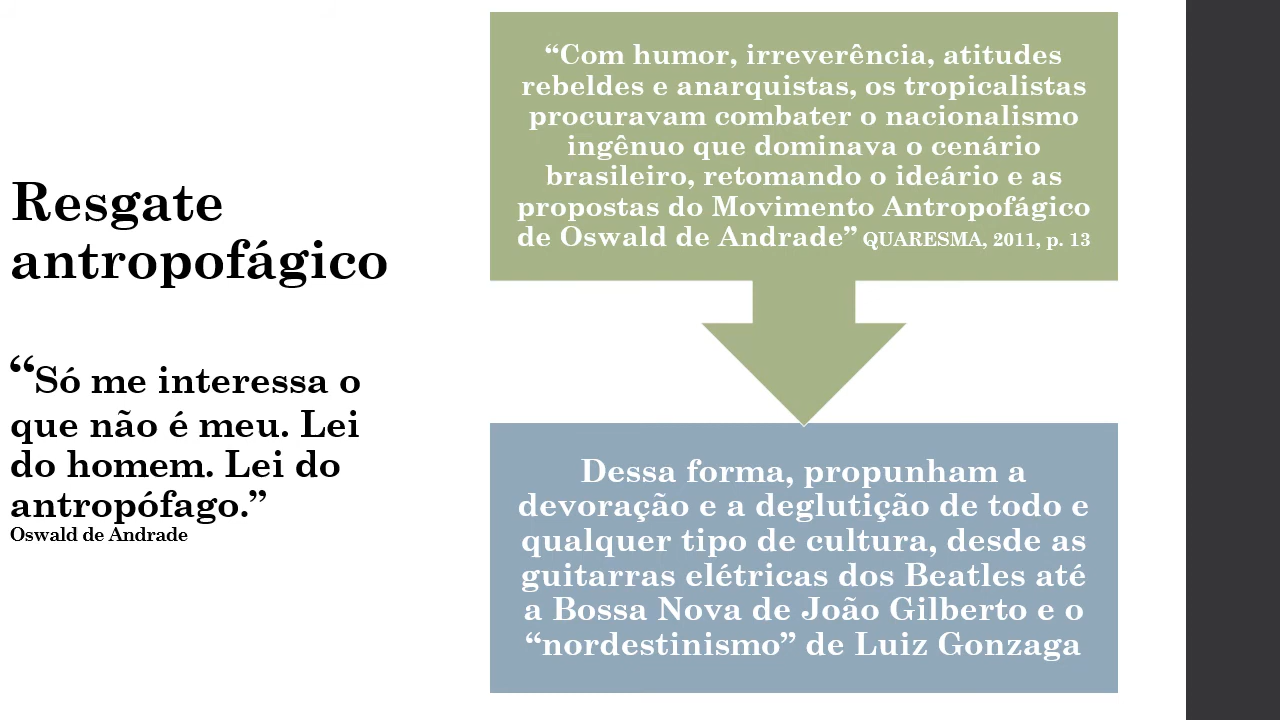 Resgate
antropofágico
“Só me interessa o
que não é meu. Lei
do homem. Lei do
antropófago.”
Oswald de Andrade
“Com humor, irreverência, atitudes
rebeldes e anarquistas, os tropicalistas
procuravam combater o nacionalismo
ingênuo que dominava o cenário
brasileiro, retomando o ideário e as
propostas do Movimento Antropofágico
de Oswald de Andrade” QUARESMA, 2011, p. 13
Dessa forma, propunham a
devoração e a deglutição de todo e
qualquer tipo de cultura, desde as
guitarras elétricas dos Beatles até
a Bossa Nova de João Gilberto e o
“nordestinismo” de Luiz Gonzaga